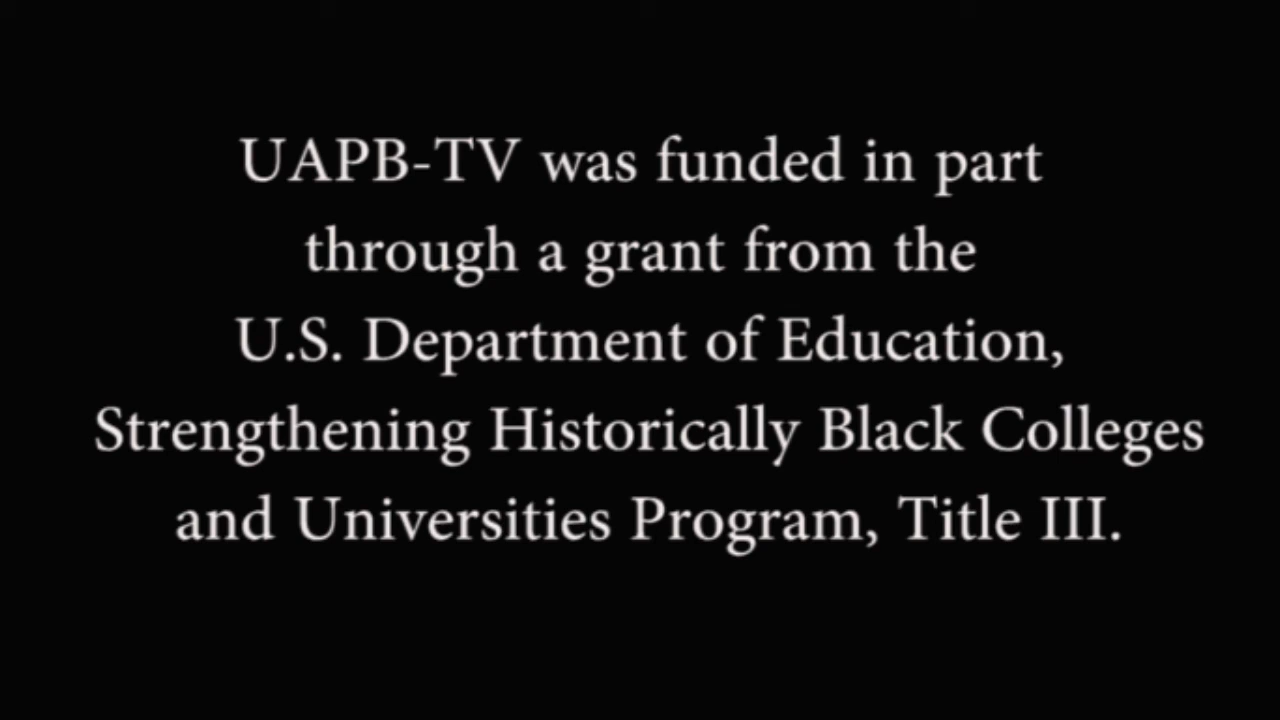 UAPB-TV was funded in part
through a grant from the
U.S. Department of Education,
Strengthening Historically Black Colleges
and Universities Program, Title III.